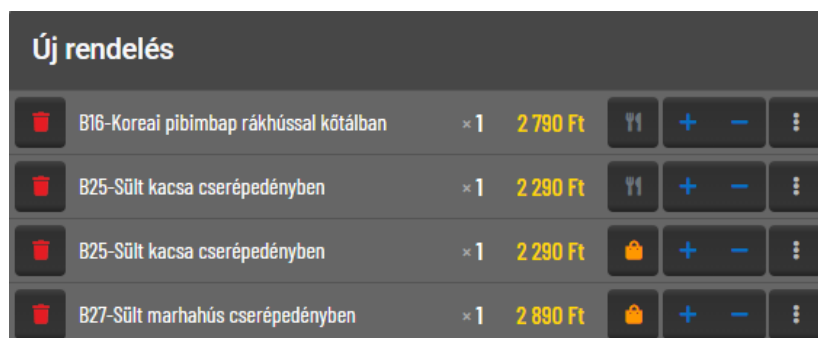 Új rendelés
B16-Koreai pibimbap rákhússal kőtálban × 1 2 790 Ft
B25-Sült kacsa cserépedényben × 1 2 290 Ft
B25-Sült kacsa cserépedényben × 1 2 290 Ft
B27-Sült marhahús cserépedényben × 1 2 890 Ft